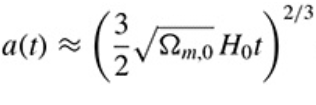 a(t) ≈ (3/2 √Ω_{m,0} H_0 t)^{2/3}